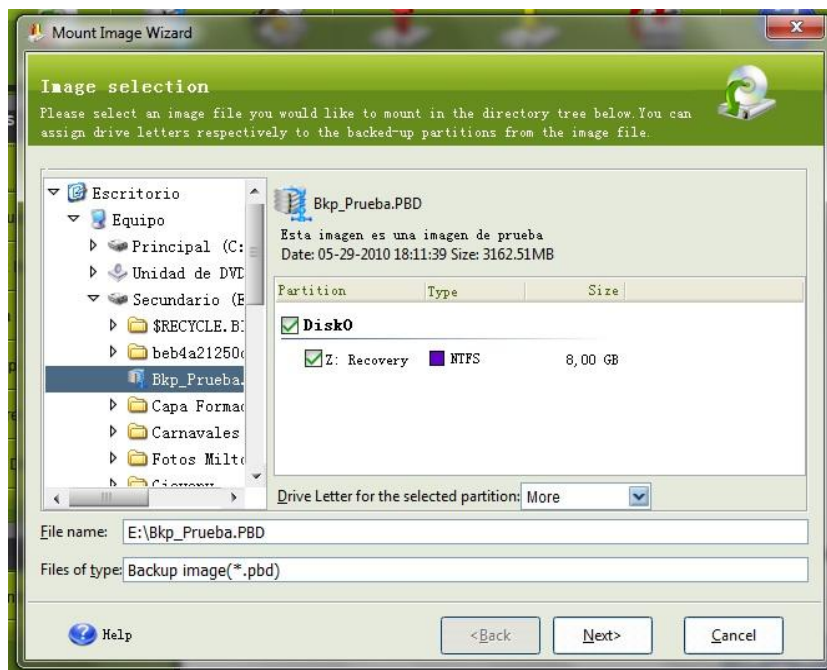 Mount Image Wizard
Image selection
Please select an image file you would like to mount in the directory tree below.You can
assign drive letters respectively to the backed-up partitions from the image file.
Escritorio
Equipo
Principal (C:
Unidad de DVD
Secundario (E
$RECYCLE.B
beb4a21250
Bkp_Prueba.
Capa Forma
Carnavales
Fotos Milto
Giovany
Bkp_Prueba.PBD
Esta imagen es una imagen de prueba
Date: 05-29-2010 18:11:39 Size: 3162.51MB
Partition Type Size
Disk0
Z: Recovery NTFS 8,00 GB
Drive Letter for the selected partition: More
File name: E:\Bkp_Prueba.PBD
Files of type: Backup image(*.pbd)
Help <Back Next> Cancel